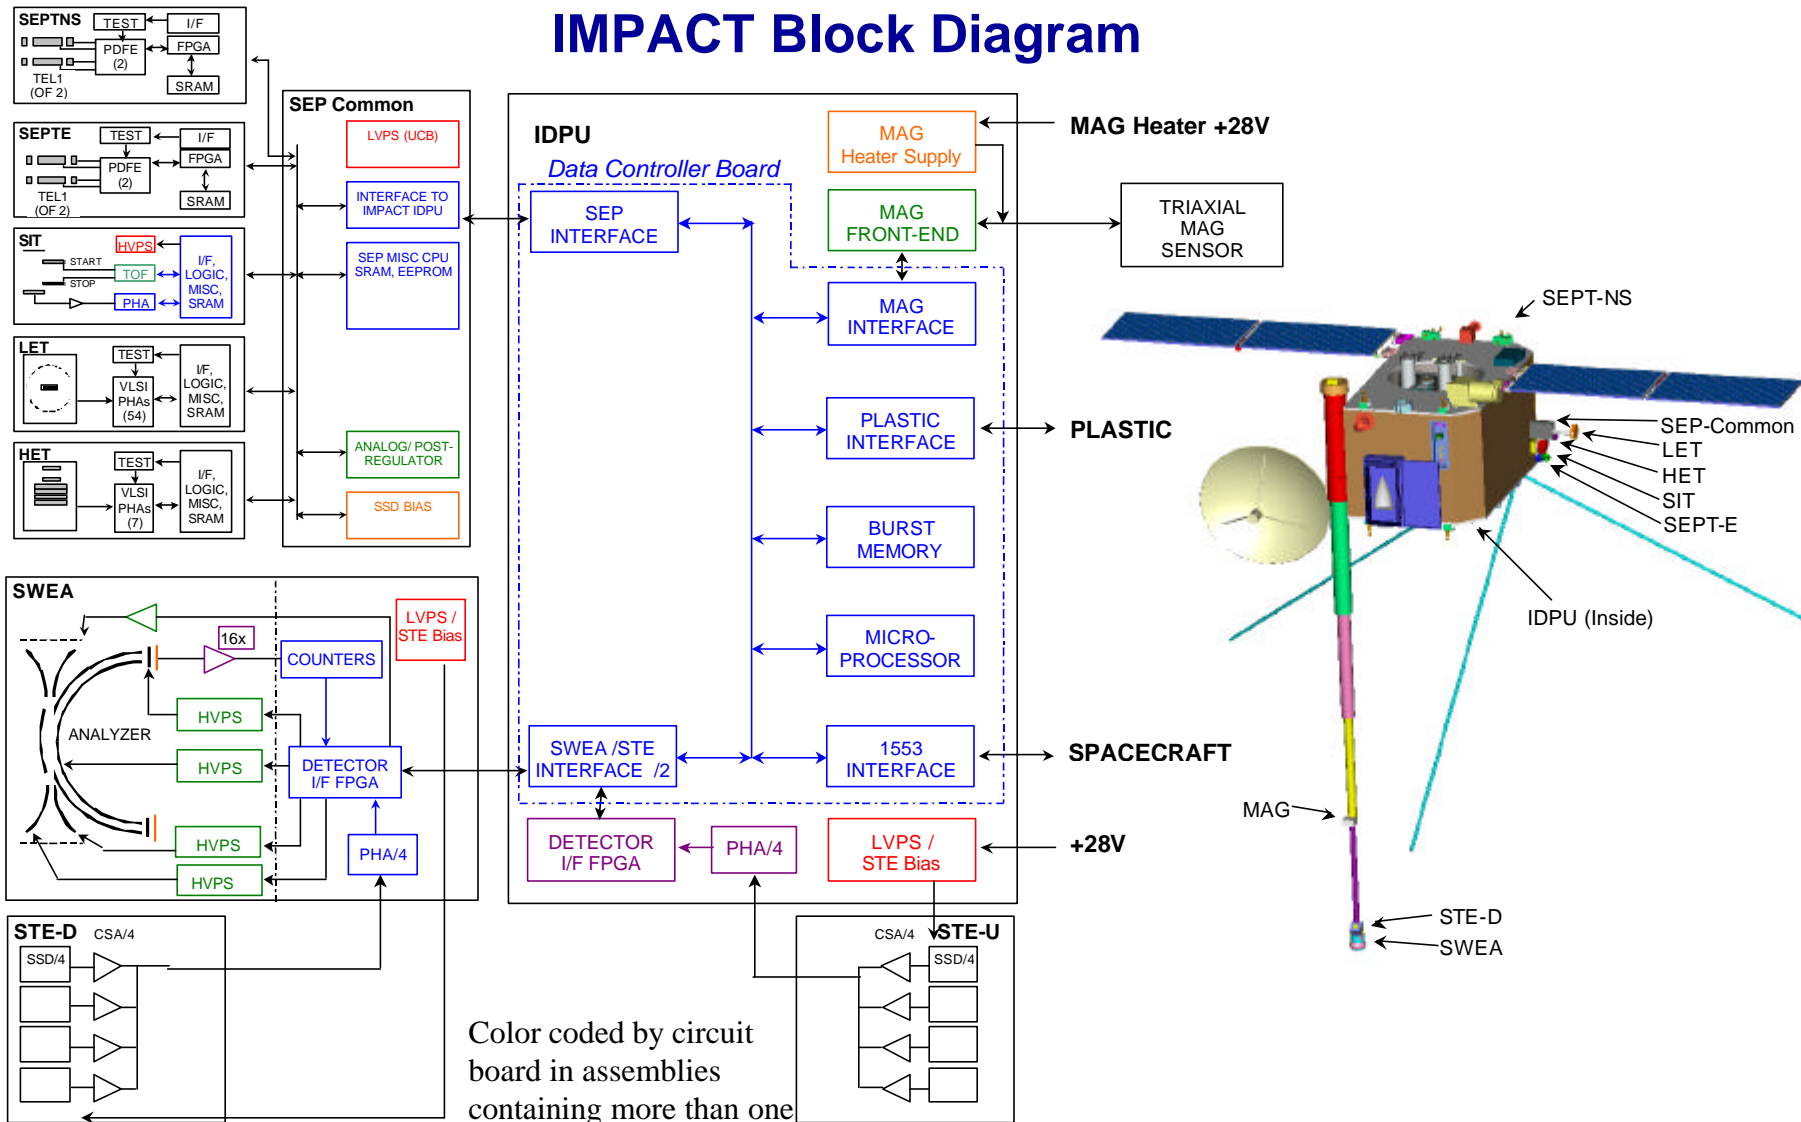 IMPACT Block Diagram
SEPTNS
TEST
I/F
PDFE
(2)
FPGA
SRAM
TEL1
(OF 2)
SEPTE
TEST
I/F
PDFE
(2)
FPGA
SRAM
TEL1
(OF 2)
SIT
HVPS
START
TOF
STOP
PHA
I/F,
LOGIC,
MISC,
SRAM
LET
TEST
VLSI
PHAs
(54)
I/F,
LOGIC,
MISC,
SRAM
HET
TEST
VLSI
PHAs
(7)
I/F,
LOGIC,
MISC,
SRAM
SEP Common
LVPS (UCB)
INTERFACE TO
IMPACT IDPU
SEP MISC CPU
SRAM, EEPROM
ANALOG/ POST-
REGULATOR
SSD BIAS
IDPU
Data Controller Board
MAG
Heater Supply
MAG Heater +28V
SEP
INTERFACE
MAG
FRONT-END
TRIAXIAL
MAG
SENSOR
MAG
INTERFACE
PLASTIC
INTERFACE
PLASTIC
BURST
MEMORY
MICRO-
PROCESSOR
SWEA /STE
INTERFACE /2
1553
INTERFACE
SPACECRAFT
DETECTOR
I/F FPGA
PHA/4
LVPS /
STE Bias
+28V
SWEA
16x
COUNTERS
LVPS /
STE Bias
HVPS
ANALYZER
HVPS
DETECTOR
I/F FPGA
HVPS
HVPS
PHA/4
STE-D
CSA/4
SSD/4
CSA/4
STE-U
SSD/4
Color coded by circuit
board in assemblies
containing more than one
SEPT-NS
SEP-Common
LET
HET
SIT
SEPT-E
IDPU (Inside)
MAG
STE-D
SWEA